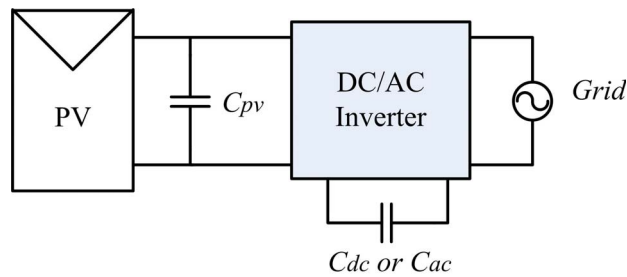 PV
Cpv
DC/AC
Inverter
Grid
Cdc or Cac